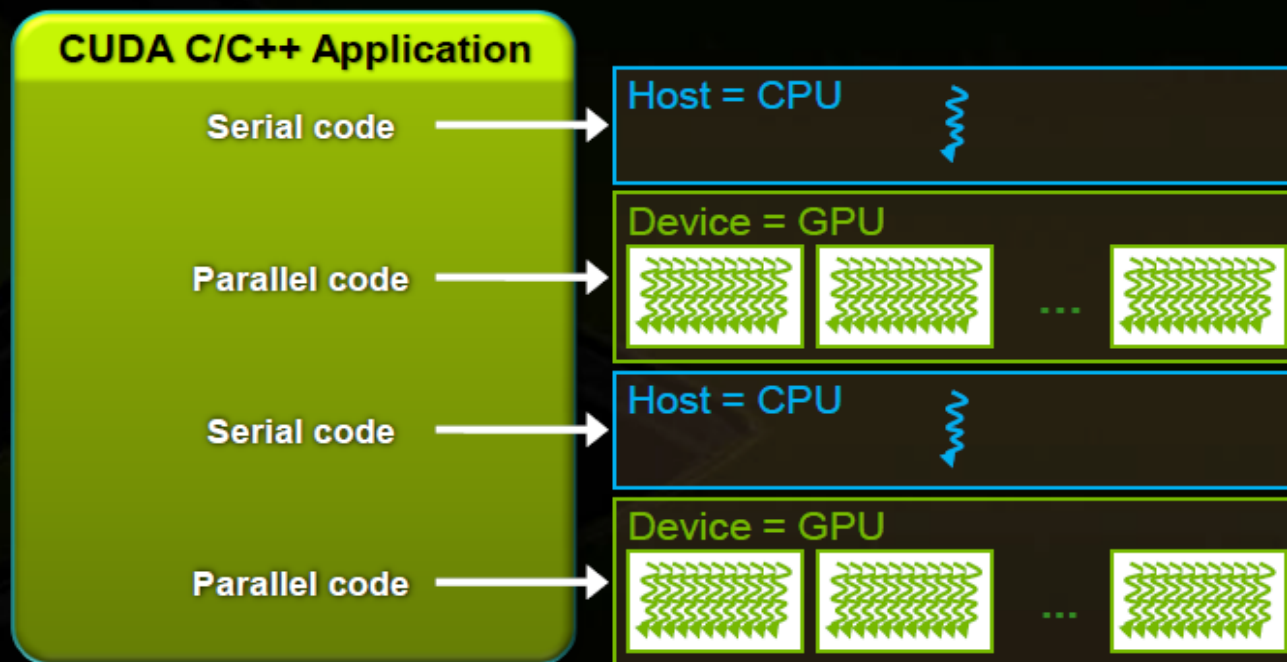 CUDA C/C++ Application
Serial code
Host = CPU
Parallel code
Device = GPU
...
Serial code
Host = CPU
Parallel code
Device = GPU
...